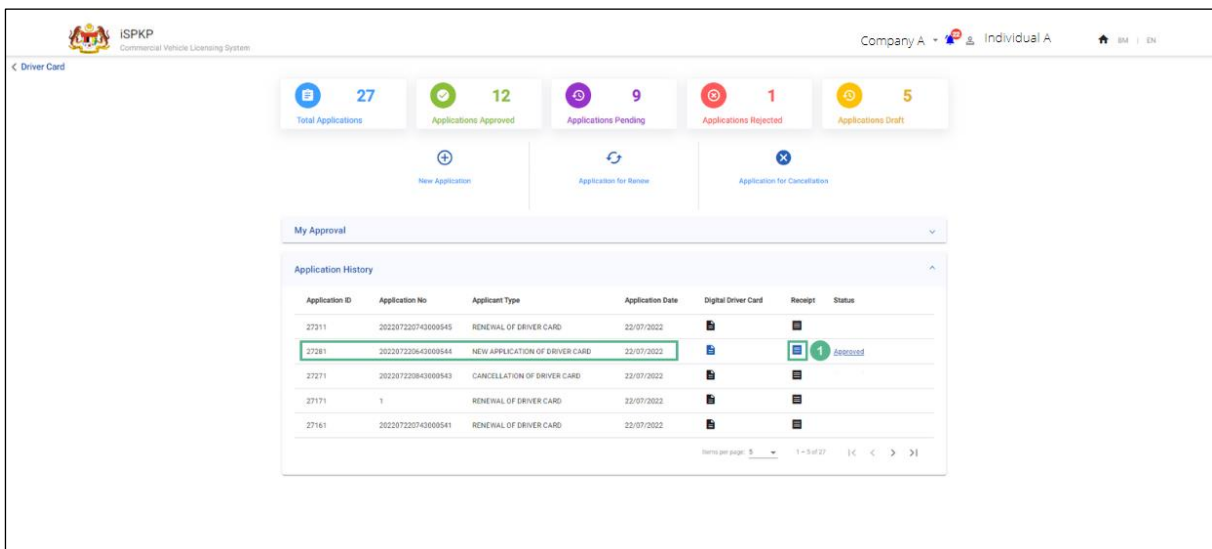 iSPKP
Commercial Vehicle Licensing System
Company A
Individual A
BM | EN
Driver Card
27
Total Applications
12
Applications Approved
9
Applications Pending
1
Applications Rejected
5
Applications Draft
New Application
Application for Renew
Application for Cancellation
My Approval
Application History
Application ID Application No Applicant Type Application Date Digital Driver Card Receipt Status
27311 202207220743000545 RENEWAL OF DRIVER CARD 22/07/2022
27281 202207220643000544 NEW APPLICATION OF DRIVER CARD 22/07/2022 1 Approved
27271 202207220843000543 CANCELLATION OF DRIVER CARD 22/07/2022
27171 1 RENEWAL OF DRIVER CARD 22/07/2022
27161 202207220743000541 RENEWAL OF DRIVER CARD 22/07/2022
Items per page: 5 1 – 5 of 27